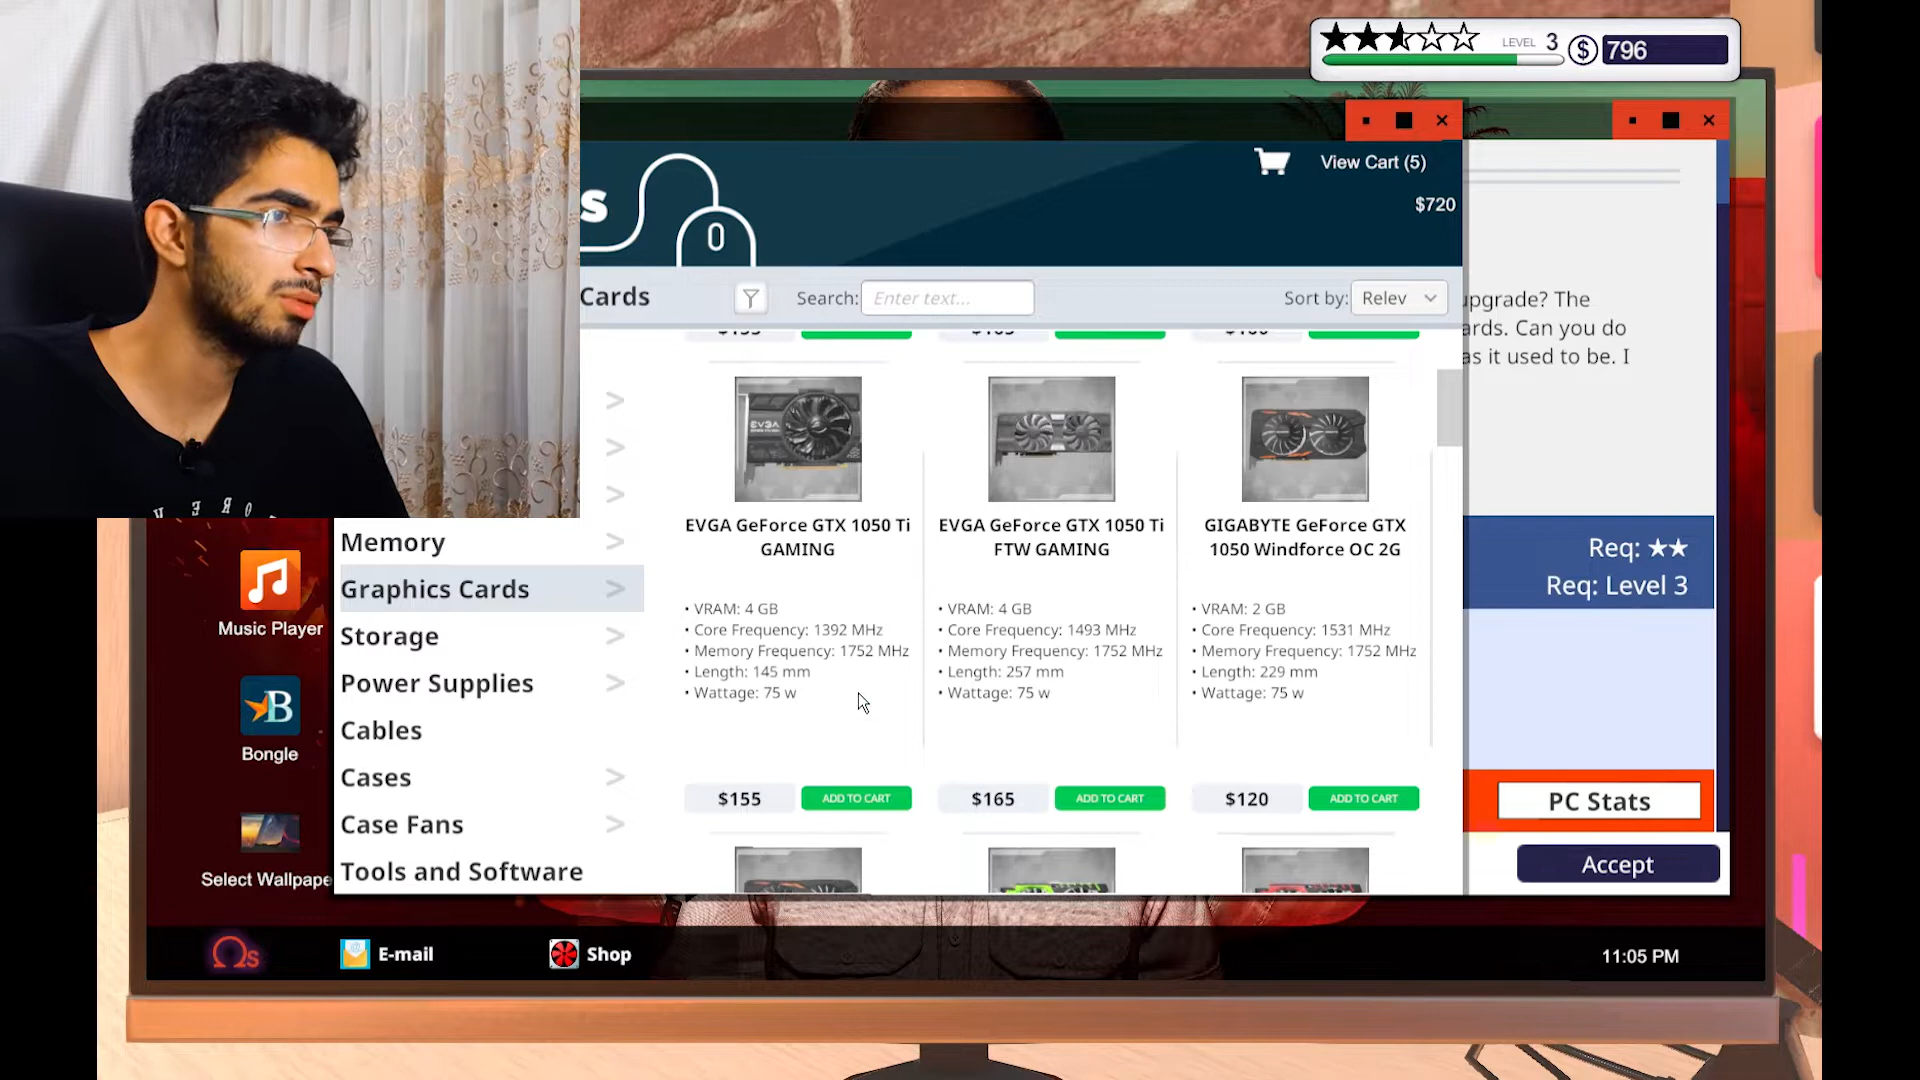 LEVEL 3 $ 796
View Cart (5)
$720
s
Cards
Search: Enter text...
Sort by: Relev
upgrade? The
ards. Can you do
as it used to be. I
EVGA
EVGA GeForce GTX 1050 Ti
GAMING
• VRAM: 4 GB
• Core Frequency: 1392 MHz
• Memory Frequency: 1752 MHz
• Length: 145 mm
• Wattage: 75 w
$155 ADD TO CART
EVGA GeForce GTX 1050 Ti
FTW GAMING
• VRAM: 4 GB
• Core Frequency: 1493 MHz
• Memory Frequency: 1752 MHz
• Length: 257 mm
• Wattage: 75 w
$165 ADD TO CART
GIGABYTE GeForce GTX
1050 Windforce OC 2G
• VRAM: 2 GB
• Core Frequency: 1531 MHz
• Memory Frequency: 1752 MHz
• Length: 229 mm
• Wattage: 75 w
$120 ADD TO CART
Memory
Graphics Cards
Storage
Power Supplies
Cables
Cases
Case Fans
Tools and Software
Music Player
B
Bongle
Select Wallpape
Req: ★★
Req: Level 3
PC Stats
Accept
Ωs
E-mail
Shop
11:05 PM